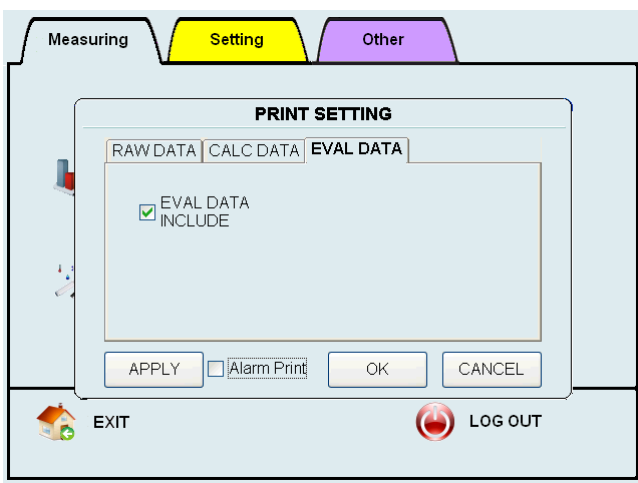 Measuring
Setting
Other
PRINT SETTING
RAW DATA
CALC DATA
EVAL DATA
EVAL DATA
INCLUDE
APPLY
Alarm Print
OK
CANCEL
EXIT
LOG OUT